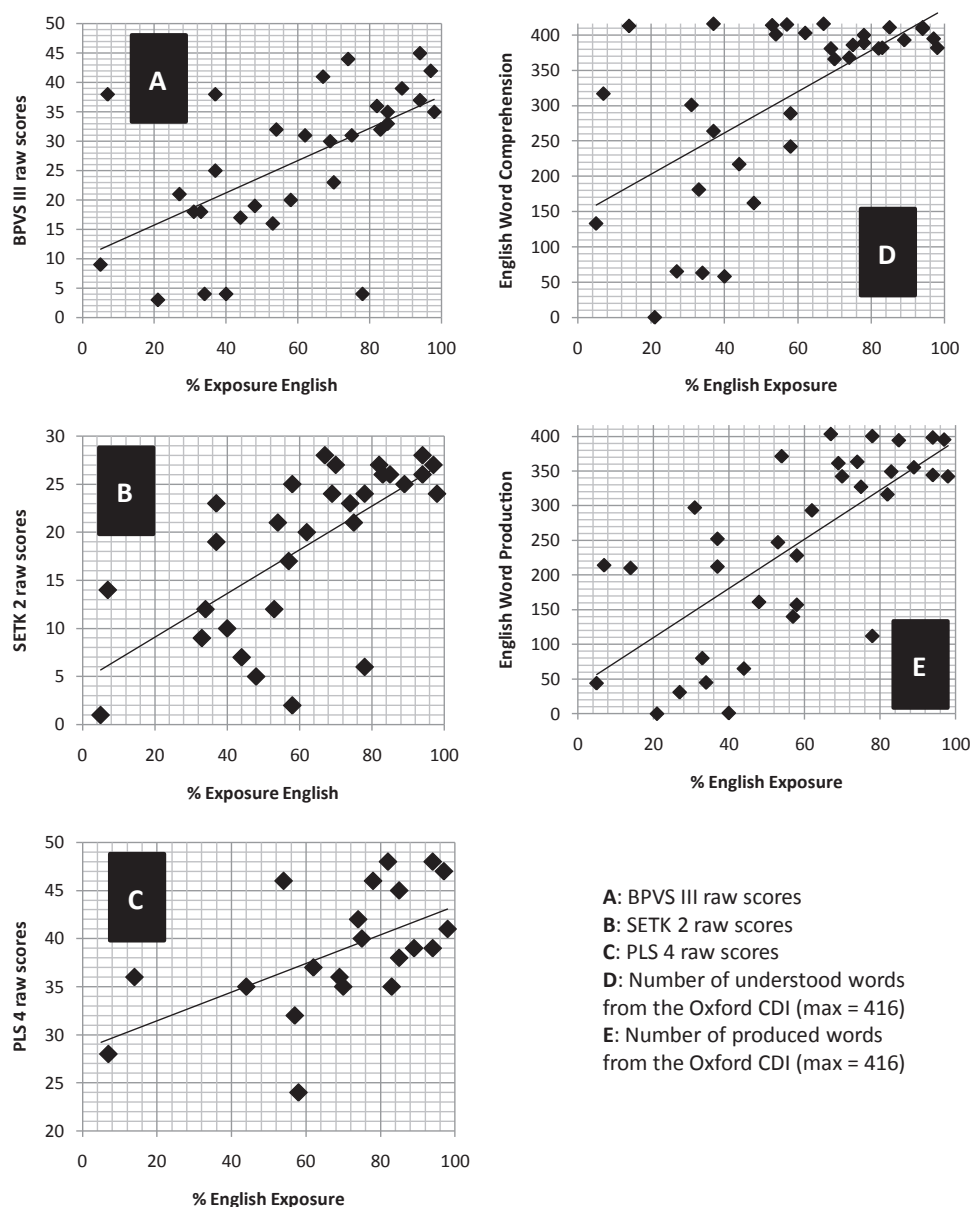 A
BPVS III raw scores
50
45
40
35
30
25
20
15
10
5
0
0 20 40 60 80 100
% Exposure English
D
English Word Comprehension
400
350
300
250
200
150
100
50
0
0 20 40 60 80 100
% English Exposure
B
SETK 2 raw scores
30
25
20
15
10
5
0
0 20 40 60 80 100
% Exposure English
E
English Word Production
400
350
300
250
200
150
100
50
0
0 20 40 60 80 100
% English Exposure
C
PLS 4 raw scores
50
45
40
35
30
25
20
0 20 40 60 80 100
% English Exposure
A: BPVS III raw scores
B: SETK 2 raw scores
C: PLS 4 raw scores
D: Number of understood words
from the Oxford CDI (max = 416)
E: Number of produced words
from the Oxford CDI (max = 416)